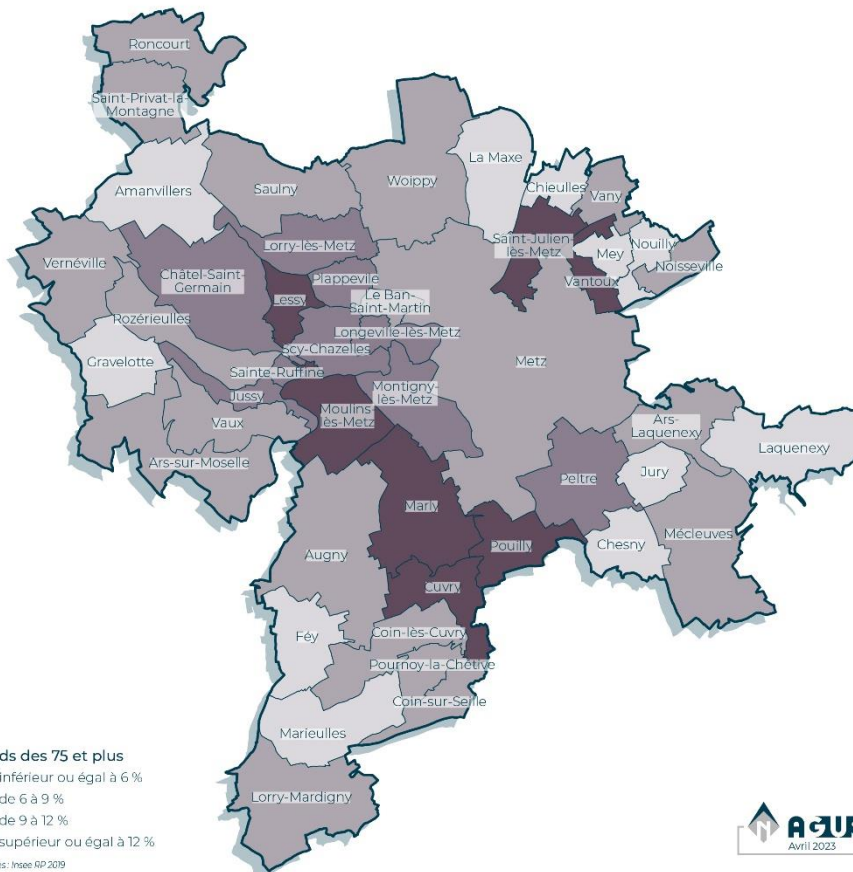 Roncourt
Saint-Privat-la-
Montagne
La Maxe
Woippy
Saulny
Amanvillers
Chieulles
Vany
Lorry-lès-Metz
Saint-Julien-
lès-Metz
Mey
Nouilly
Noisseville
Vernéville
Châtel-Saint-
Germain
Plappeville
Vantoux
Lessy
Le Ban-
Saint-Martin
Rozérieulles
Longeville-lès-Metz
Scy-Chazelles
Gravelotte
Metz
Sainte-Ruffine
Jussy
Montigny-
lès-Metz
Moulins-
lès-Metz
Vaux
Ars-
Laquenexy
Laquenexy
Ars-sur-Moselle
Jury
Peltre
Marly
Mécleuves
Pouilly
Chesny
Augny
Cuvry
Féy
Coin-lès-Cuvry
Pournoy-la-Chétive
Coin-sur-Seille
Marieulles
Lorry-Mardigny
ds des 75 et plus
inférieur ou égal à 6 %
de 6 à 9 %
de 9 à 12 %
supérieur ou égal à 12 %
es : Insee RP 2019
N
AGUR
Avril 2023